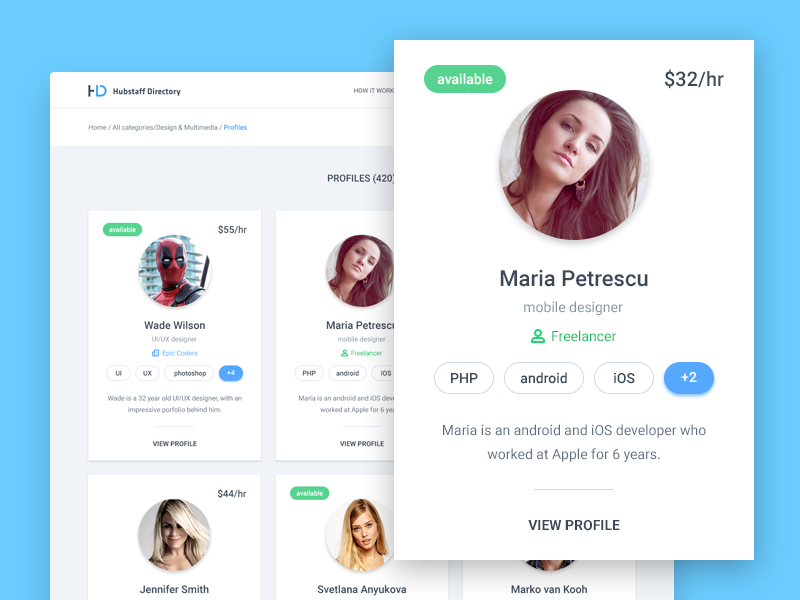 HD Hubstaff Directory
HOW IT WORK
Home / All categories/Design & Multimedia / Profiles
PROFILES (420)
available
$55/hr
Wade Wilson
UI/UX designer
Epic Coders
UI UX photoshop +4
Wade is a 32 year old UI/UX designer, with an
impressive porfolio behind him.
VIEW PROFILE
Maria Petrescu
mobile designer
Freelancer
PHP android iOS
Maria is an android and iOS deve
worked at Apple for 6 yea
VIEW PROFILE
$44/hr
Jennifer Smith
available
Svetlana Anyukova
Marko van Kooh
available
$32/hr
Maria Petrescu
mobile designer
Freelancer
PHP android iOS +2
Maria is an android and iOS developer who
worked at Apple for 6 years.
VIEW PROFILE